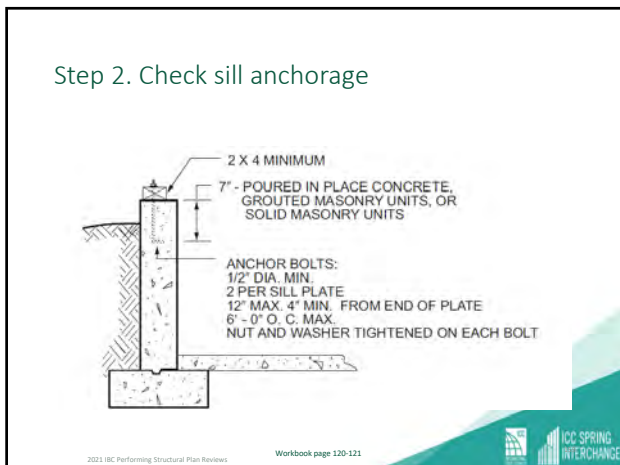 Step 2. Check sill anchorage
2 X 4 MINIMUM
7" - POURED IN PLACE CONCRETE,
GROUTED MASONRY UNITS, OR
SOLID MASONRY UNITS
ANCHOR BOLTS:
1/2" DIA. MIN.
2 PER SILL PLATE
12" MAX. 4" MIN. FROM END OF PLATE
6' - 0" O. C. MAX.
NUT AND WASHER TIGHTENED ON EACH BOLT
2021 IBC Performing Structural Plan Reviews
Workbook page 120-121
ICC SPRING
INTERCHANGE